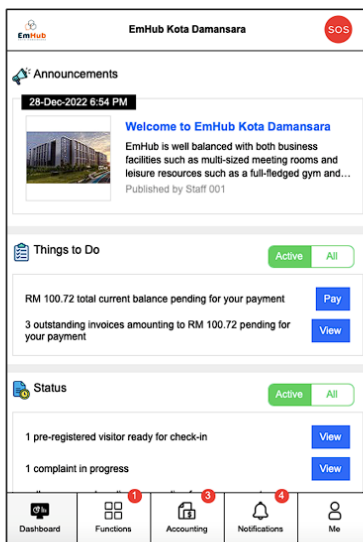 EmHub
EmHub Kota Damansara
SOS
Announcements
28-Dec-2022 6:54 PM
Welcome to EmHub Kota Damansara
EmHub is well balanced with both business
facilities such as multi-sized meeting rooms and
leisure resources such as a full-fledged gym and...
Published by Staff 001
Things to Do
Active All
RM 100.72 total current balance pending for your payment
Pay
3 outstanding invoices amounting to RM 100.72 pending for
your payment
View
Status
Active All
1 pre-registered visitor ready for check-in
View
1 complaint in progress
View
1 3 4
Dashboard Functions Accounting Notifications Me